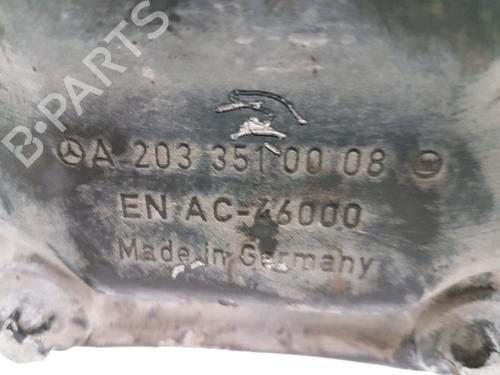 B-PARTS
A 203 351 00 08
EN AC-46000
Made in Germany